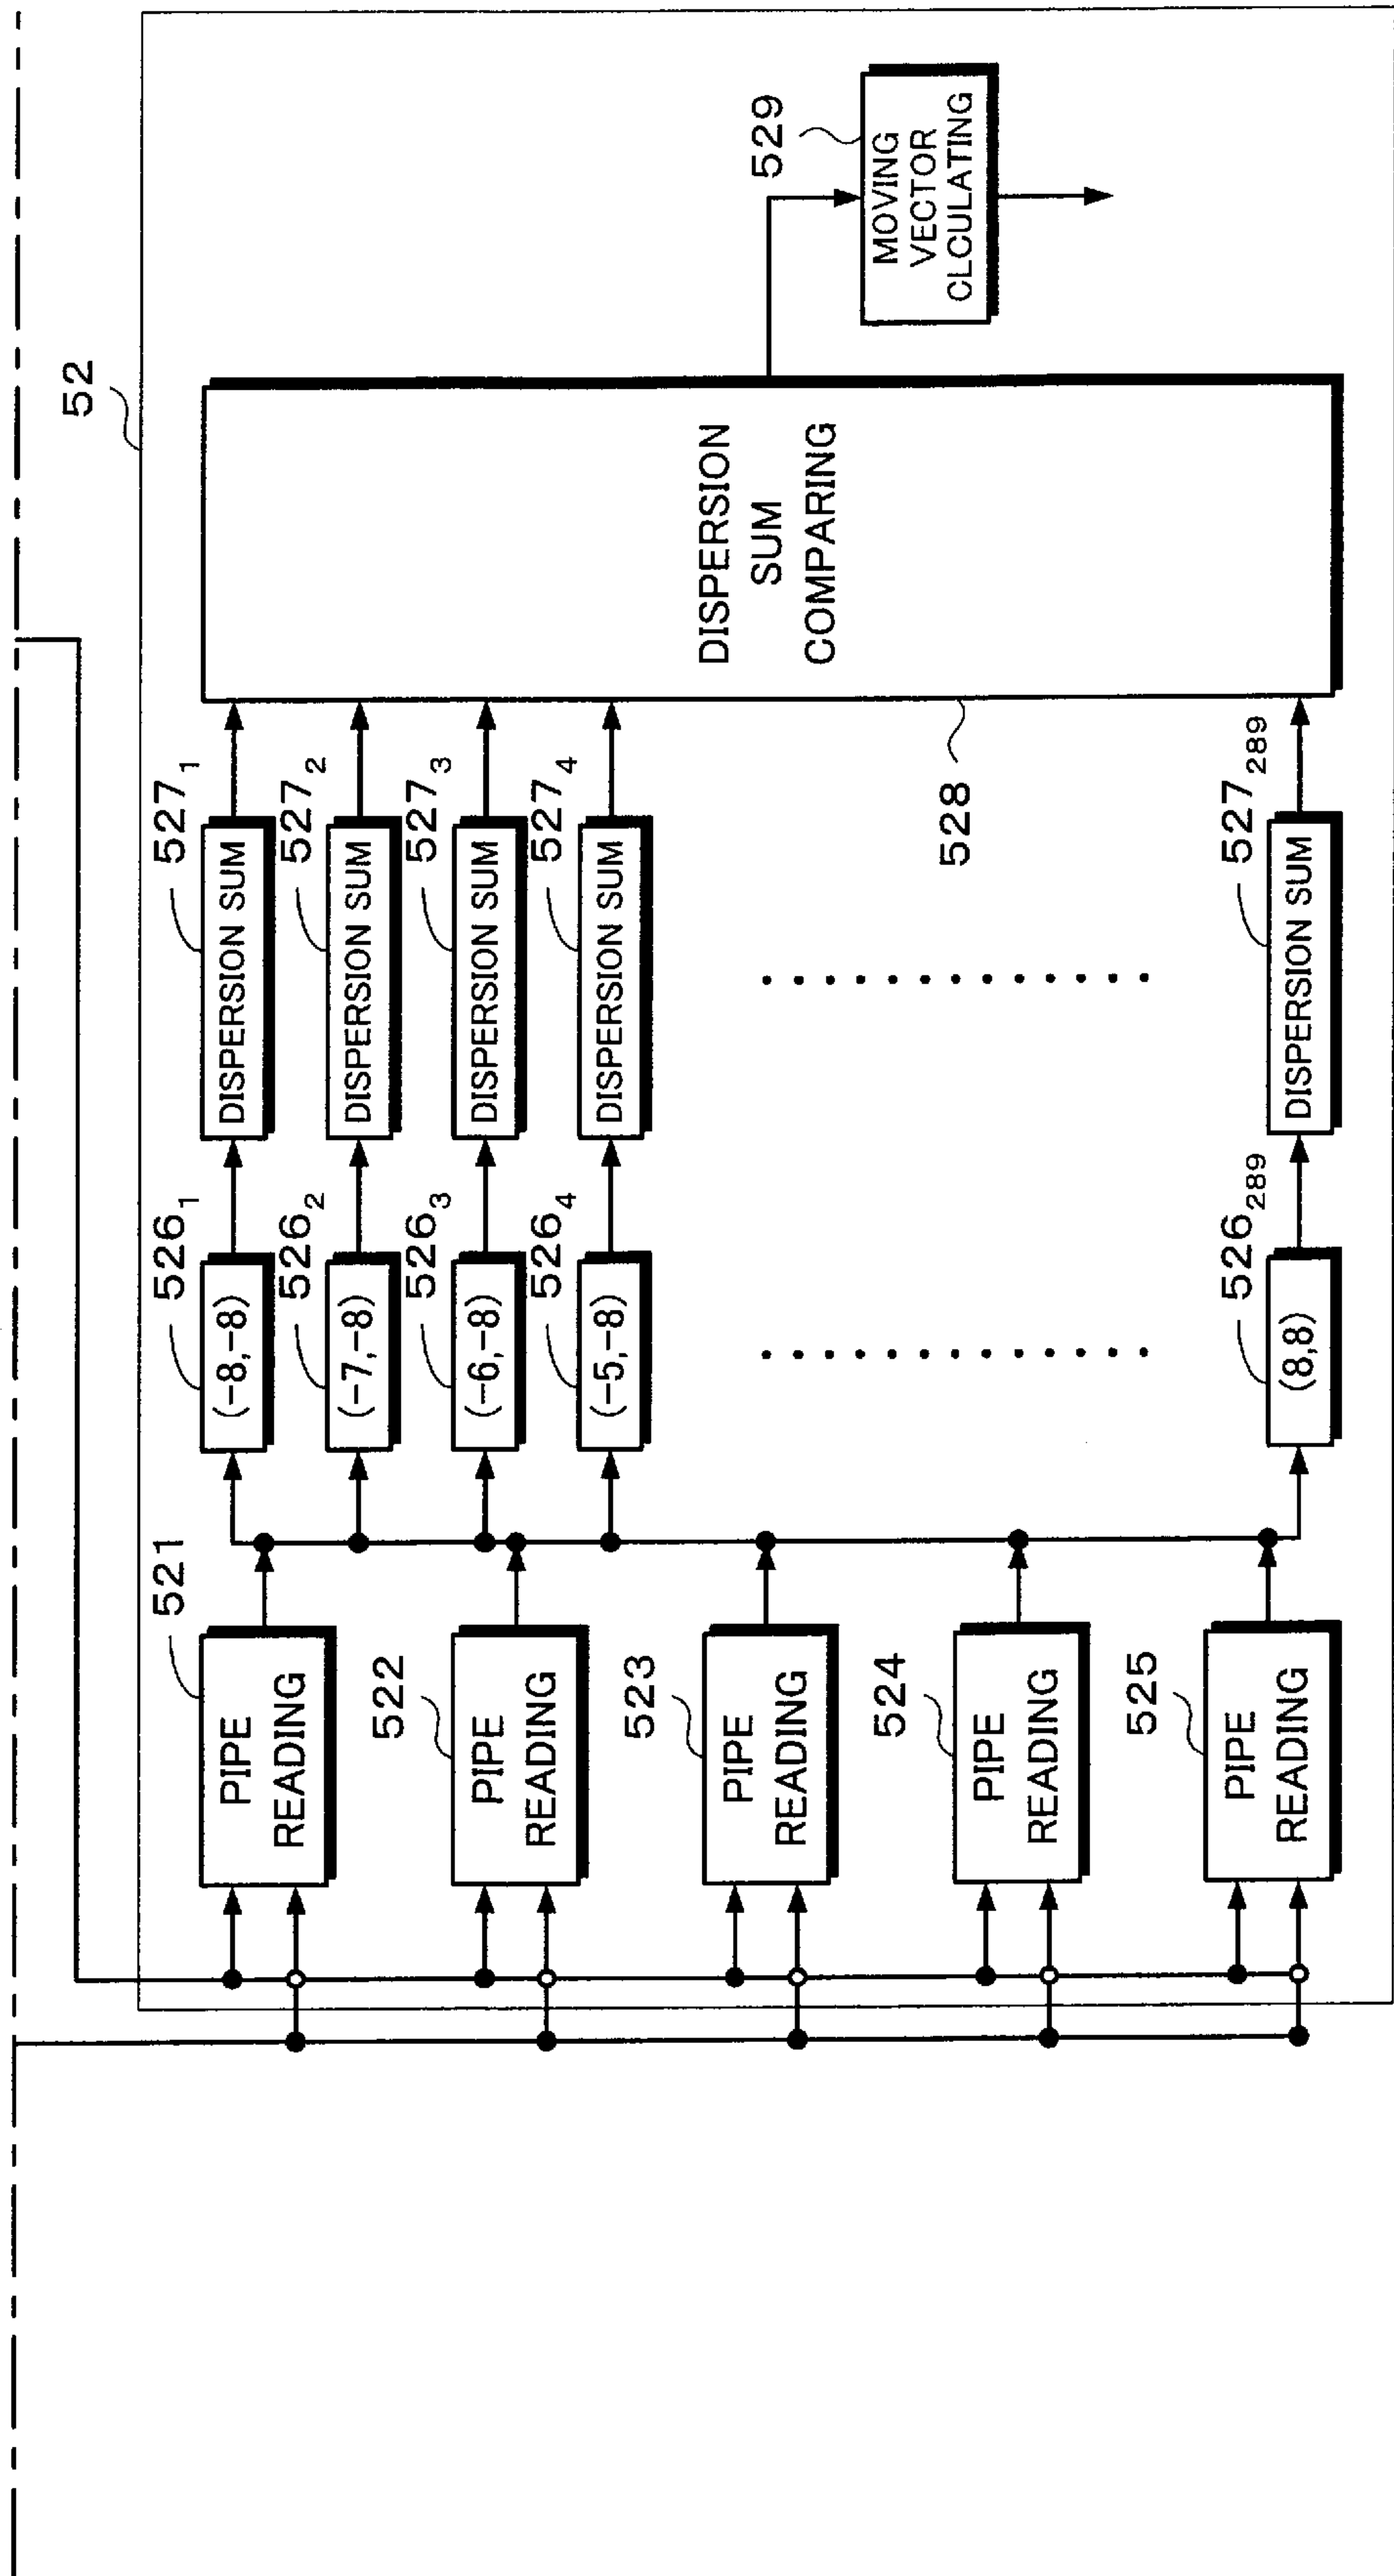 52
521
PIPE
READING
522
PIPE
READING
523
PIPE
READING
524
PIPE
READING
525
PIPE
READING
526₁
(-8,-8)
526₂
(-7,-8)
526₃
(-6,-8)
526₄
(-5,-8)
526₂₈₉
(8,8)
527₁
DISPERSION SUM
527₂
DISPERSION SUM
527₃
DISPERSION SUM
527₄
DISPERSION SUM
527₂₈₉
DISPERSION SUM
528
DISPERSION
SUM
COMPARING
529
MOVING
VECTOR
CLCULATING